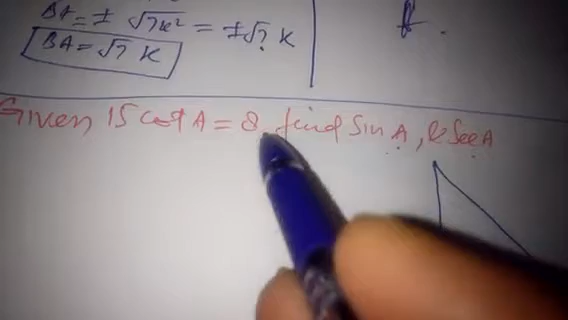 BA = ± √7k² = ±√7 k
BA = √7 k
Given 15 cot A = 8 find Sin A, & Sec A